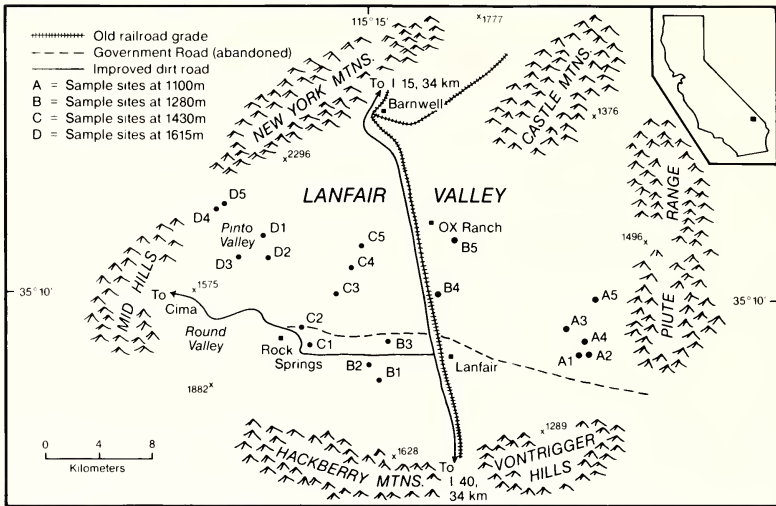 115° 15'
x1777
Old railroad grade
Government Road (abandoned)
Improved dirt road
A = Sample sites at 1100m
B = Sample sites at 1280m
C = Sample sites at 1430m
D = Sample sites at 1615m
NEW YORK MTNS.
To I 15, 34 km
Barnwell
CASTLE MTNS.
x1376
x2296
LANFAIR VALLEY
PIUTE RANGE
D5
D4
Pinto
Valley
D1
D2
D3
C5
C4
C3
OX Ranch
B5
1496x
MID HILLS
35° 10'
x1575
To
Cima
Round
Valley
B4
A5
35° 10'
A3
A4
A1
A2
C2
C1
Rock
Springs
B3
B2
B1
Lanfair
1882x
0 4 8
Kilometers
HACKBERRY MTNS.
x1628
To
I 40,
34 km
x1289
VONTRIGGER
HILLS